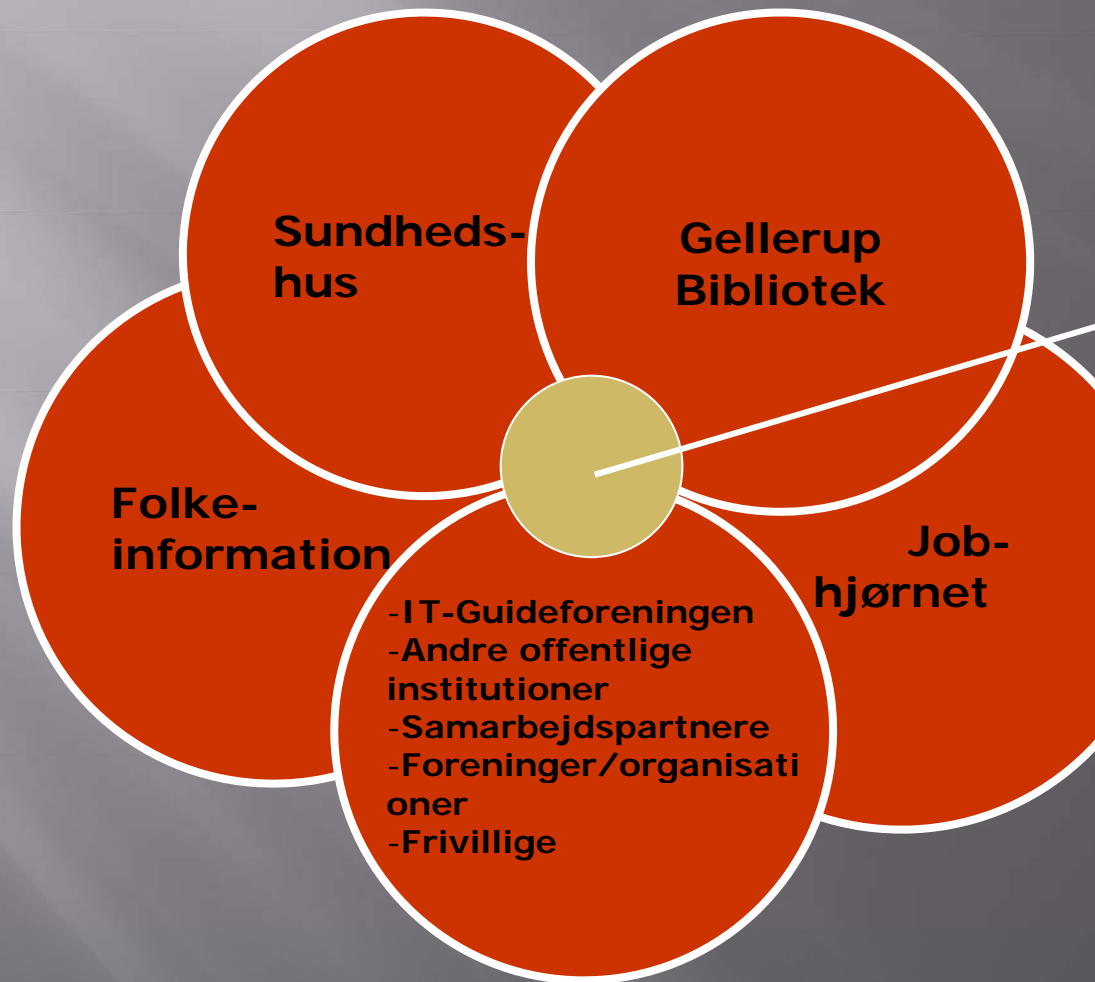 Sundheds-
hus
Gellerup
Bibliotek
Folke-
information
Job-
hjørnet
-IT-Guideforeningen
-Andre offentlige
institutioner
-Samarbejdspartnere
-Foreninger/organisati
oner
-Frivillige